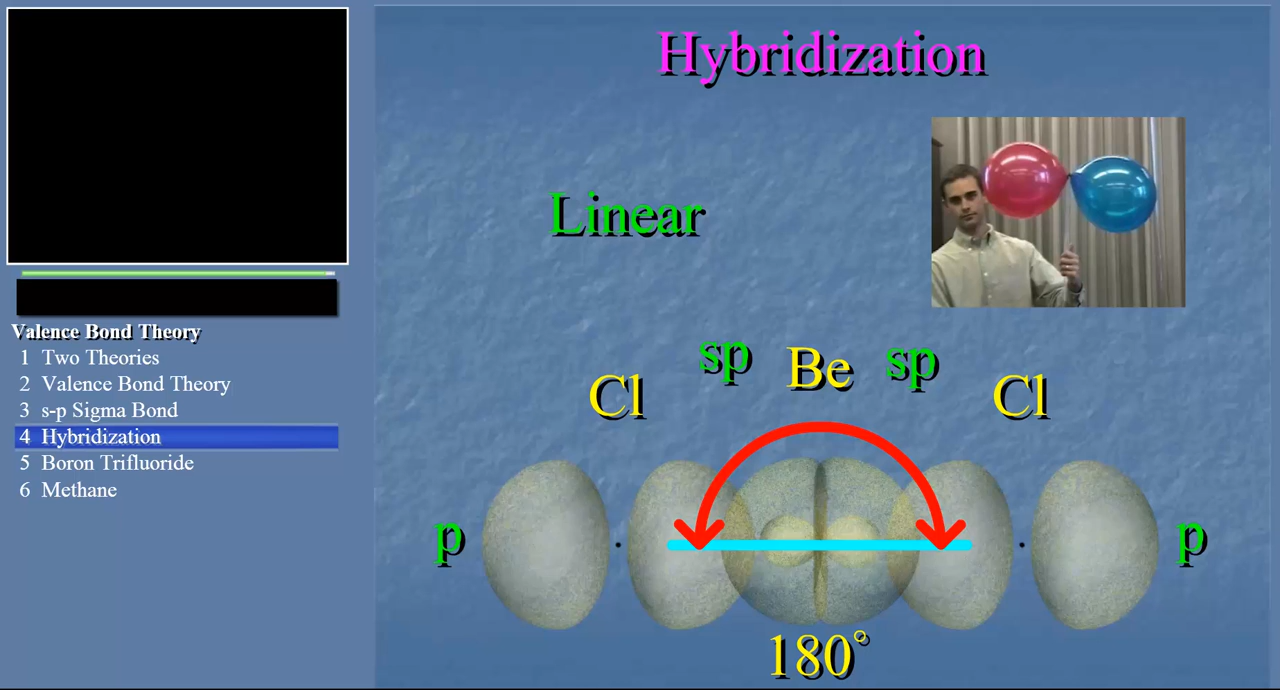 Hybridization
Linear
sp Be sp
Cl Cl
p p
180°
Valence Bond Theory
1 Two Theories
2 Valence Bond Theory
3 s-p Sigma Bond
4 Hybridization
5 Boron Trifluoride
6 Methane